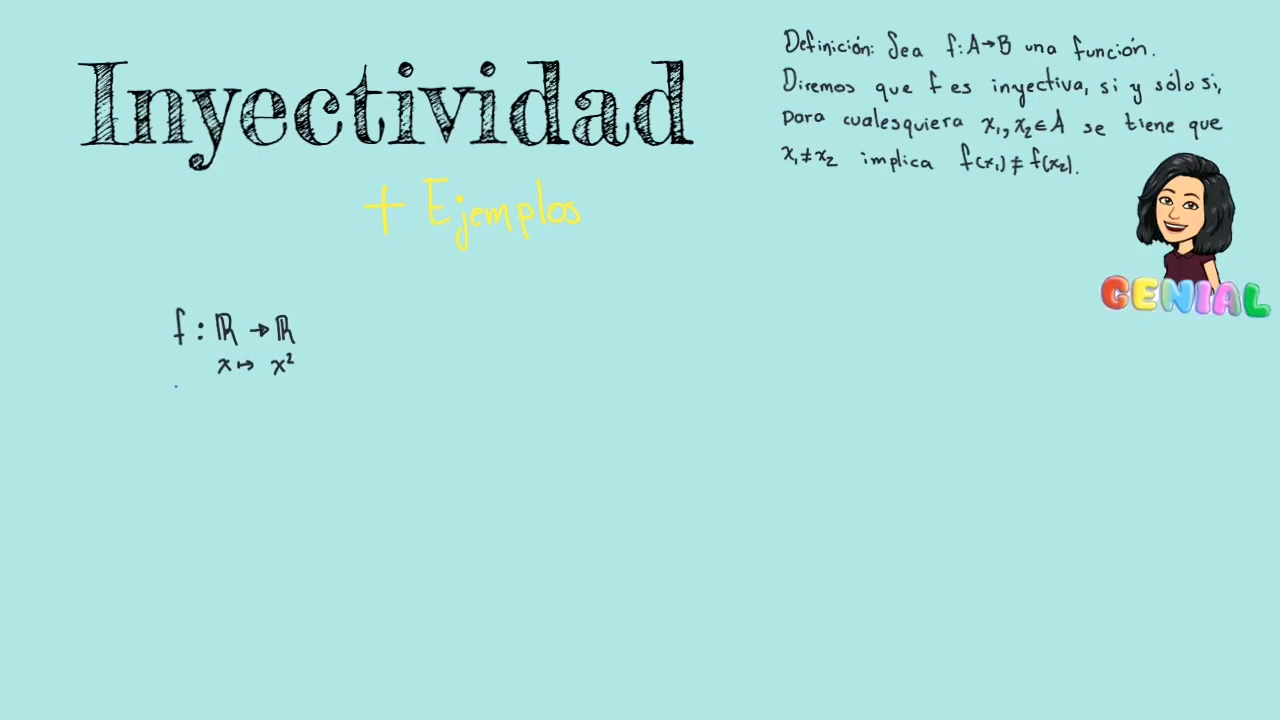 Inyectividad
+ Ejemplos
Definición: Sea f: A→B una función.
Diremos que f es inyectiva, si y sólo si,
para cualesquiera x₁, x₂ ∈ A se tiene que
x₁≠x₂ implica f(x₁) ≠ f(x₂).
GENIAL
f : ℝ → ℝ
x ↦ x²